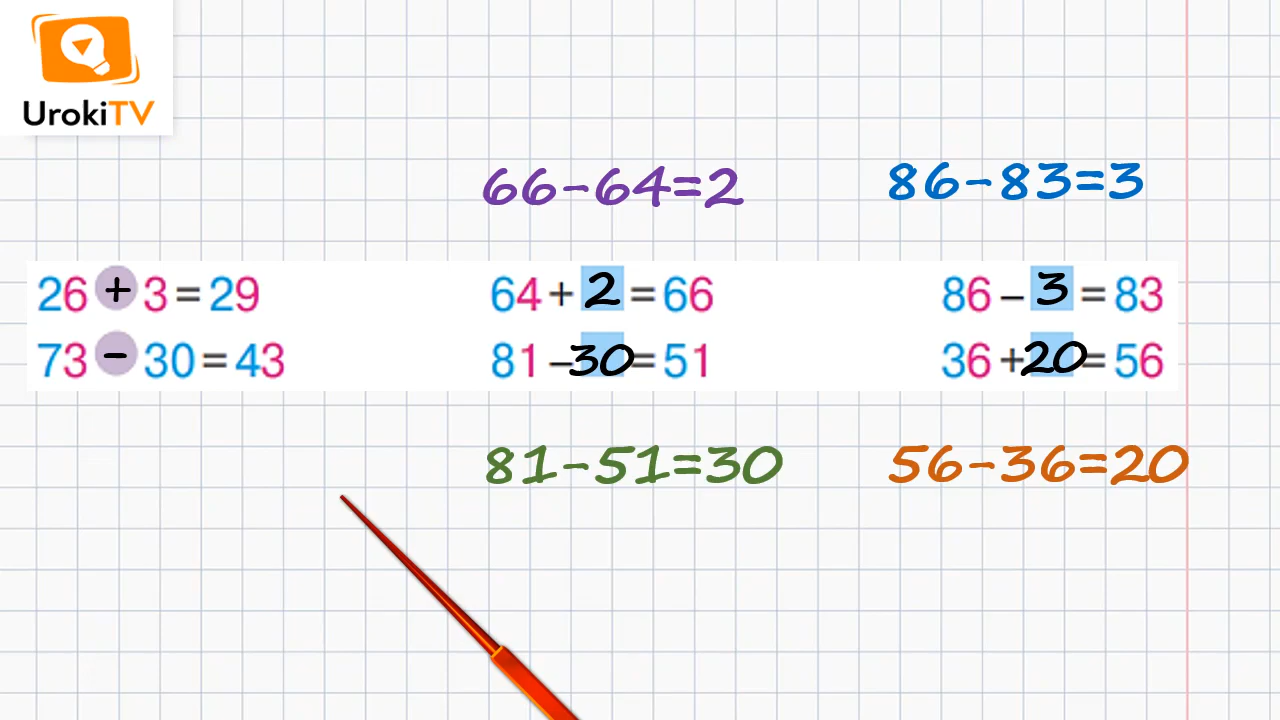 UrokiTV
66-64=2 86-83=3
26 + 3 = 29 64 + 2 = 66 86 – 3 = 83
73 - 30 = 43 81 – 30 = 51 36 + 20 = 56
81-51=30 56-36=20